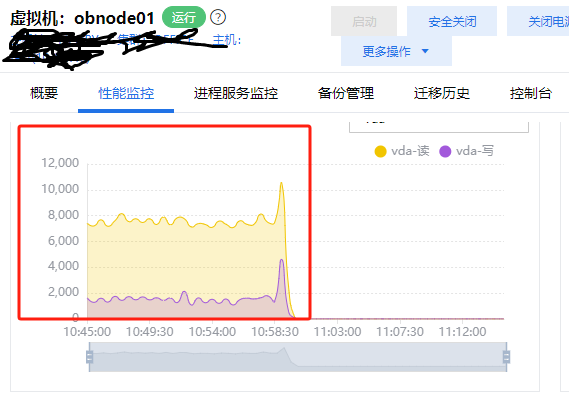 虚拟机：obnode01 运行 ? 启动 安全关闭 关闭电源
主机：
更多操作
概要 性能监控 进程服务监控 备份管理 迁移历史 控制台
vda-读 vda-写
12,000
10,000
8,000
6,000
4,000
2,000
0
10:45:00 10:49:30 10:54:00 10:58:30 11:03:00 11:07:30 11:12:00